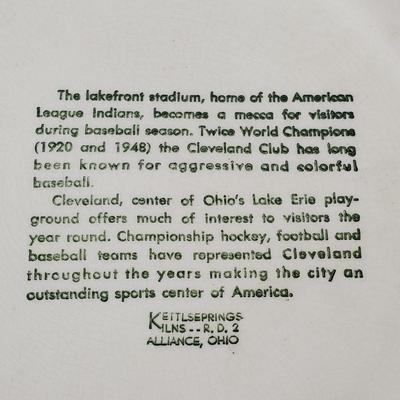 The lakefront stadium, home of the American
League Indians, becomes a mecca for visitors
during baseball season. Twice World Champions
(1920 and 1948) the Cleveland Club has long
been known for aggressive and colorful
baseball.
Cleveland, center of Ohio's Lake Erie play-
ground offers much of interest to visitors the
year round. Championship hockey, football and
baseball teams have represented Cleveland
throughout the years making the city an
outstanding sports center of America.
KETTLSEPRINGS
KILNS--R. D. 2
ALLIANCE, OHIO